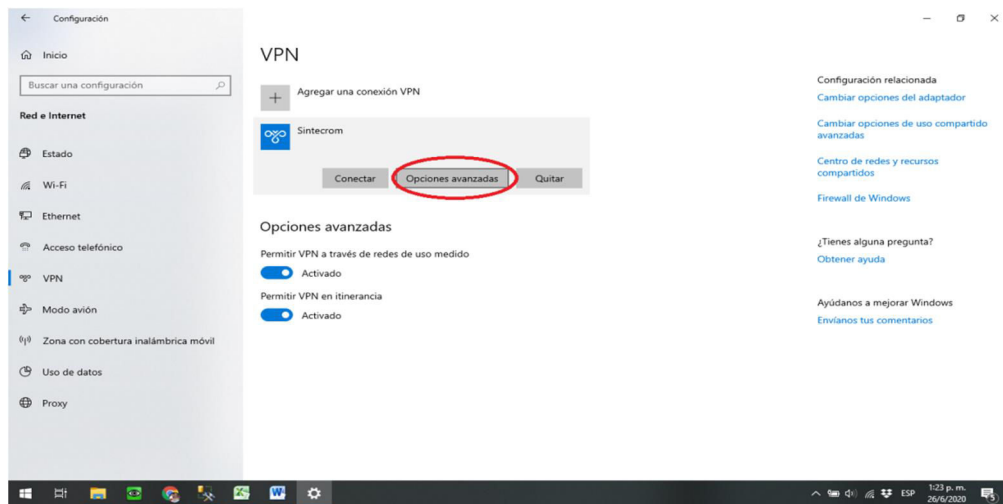 Configuración
Inicio
Buscar una configuración
Red e Internet
Estado
Wi-Fi
Ethernet
Acceso telefónico
VPN
Modo avión
Zona con cobertura inalámbrica móvil
Uso de datos
Proxy
VPN
Agregar una conexión VPN
Sintecrom
Conectar
Opciones avanzadas
Quitar
Opciones avanzadas
Permitir VPN a través de redes de uso medido
Activado
Permitir VPN en itinerancia
Activado
Configuración relacionada
Cambiar opciones del adaptador
Cambiar opciones de uso compartido
avanzadas
Centro de redes y recursos
compartidos
Firewall de Windows
¿Tienes alguna pregunta?
Obtener ayuda
Ayúdanos a mejorar Windows
Envíanos tus comentarios
ESP
1:23 p. m.
26/6/2020